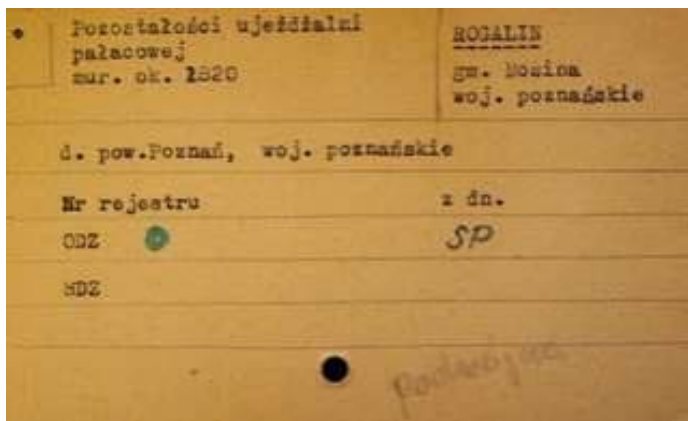 Pozostałości ujeżdżalni
pałacowej
mur. ok. 1820
ROGALIN
gm. Mosina
woj. poznańskie
d. pow.Poznań, woj. poznańskie
Nr rejestru z dn.
ODZ SP